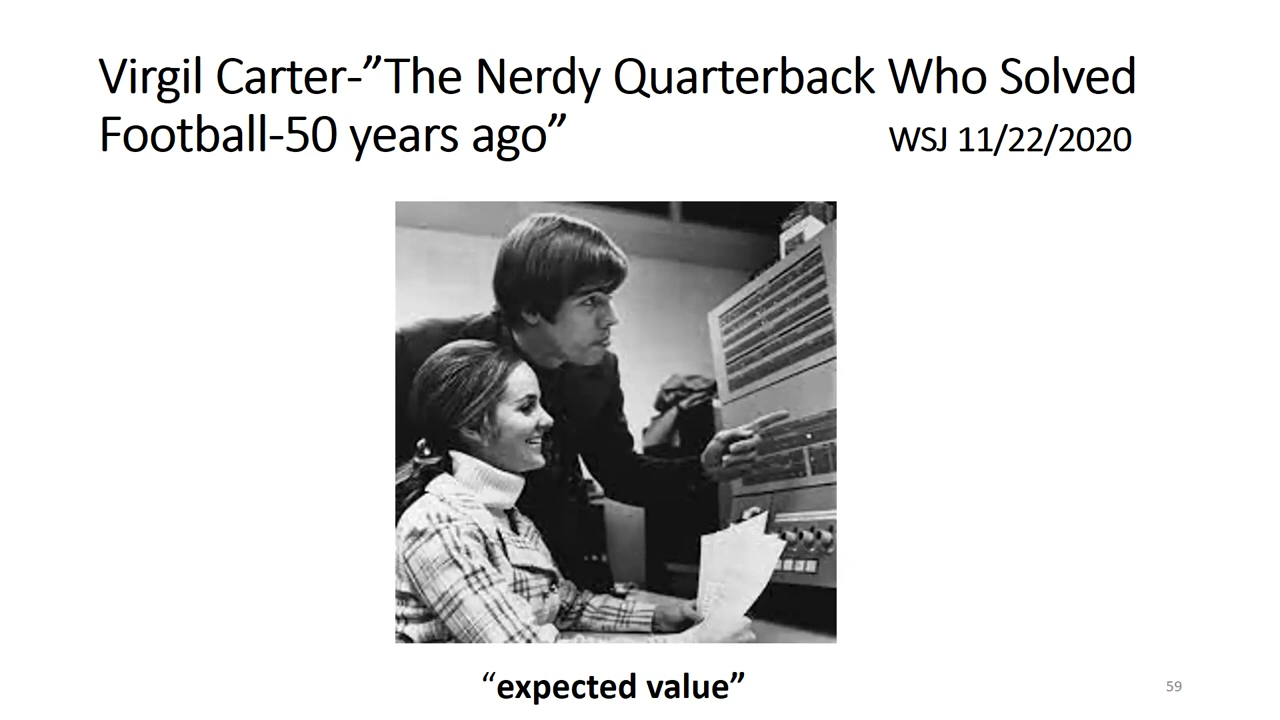 Virgil Carter-”The Nerdy Quarterback Who Solved
Football-50 years ago” WSJ 11/22/2020
“expected value”
59